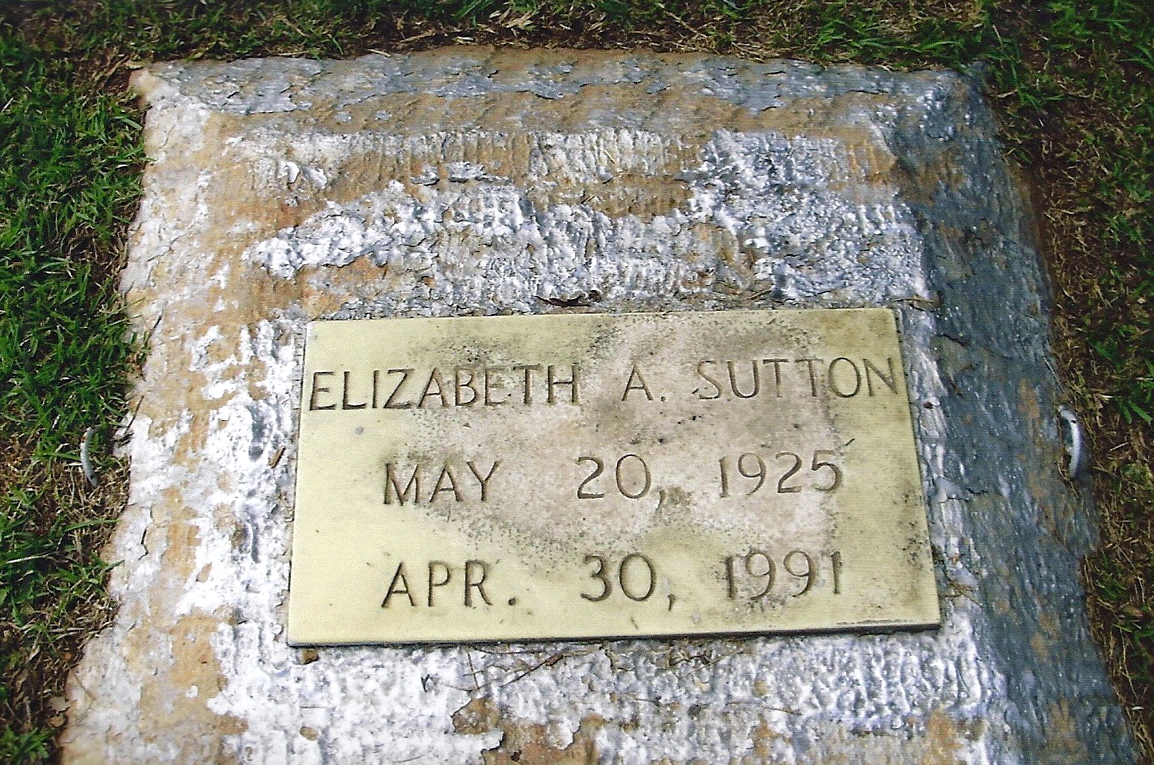 ELIZABETH A. SUTTON
MAY 20, 1925
APR. 30, 1991